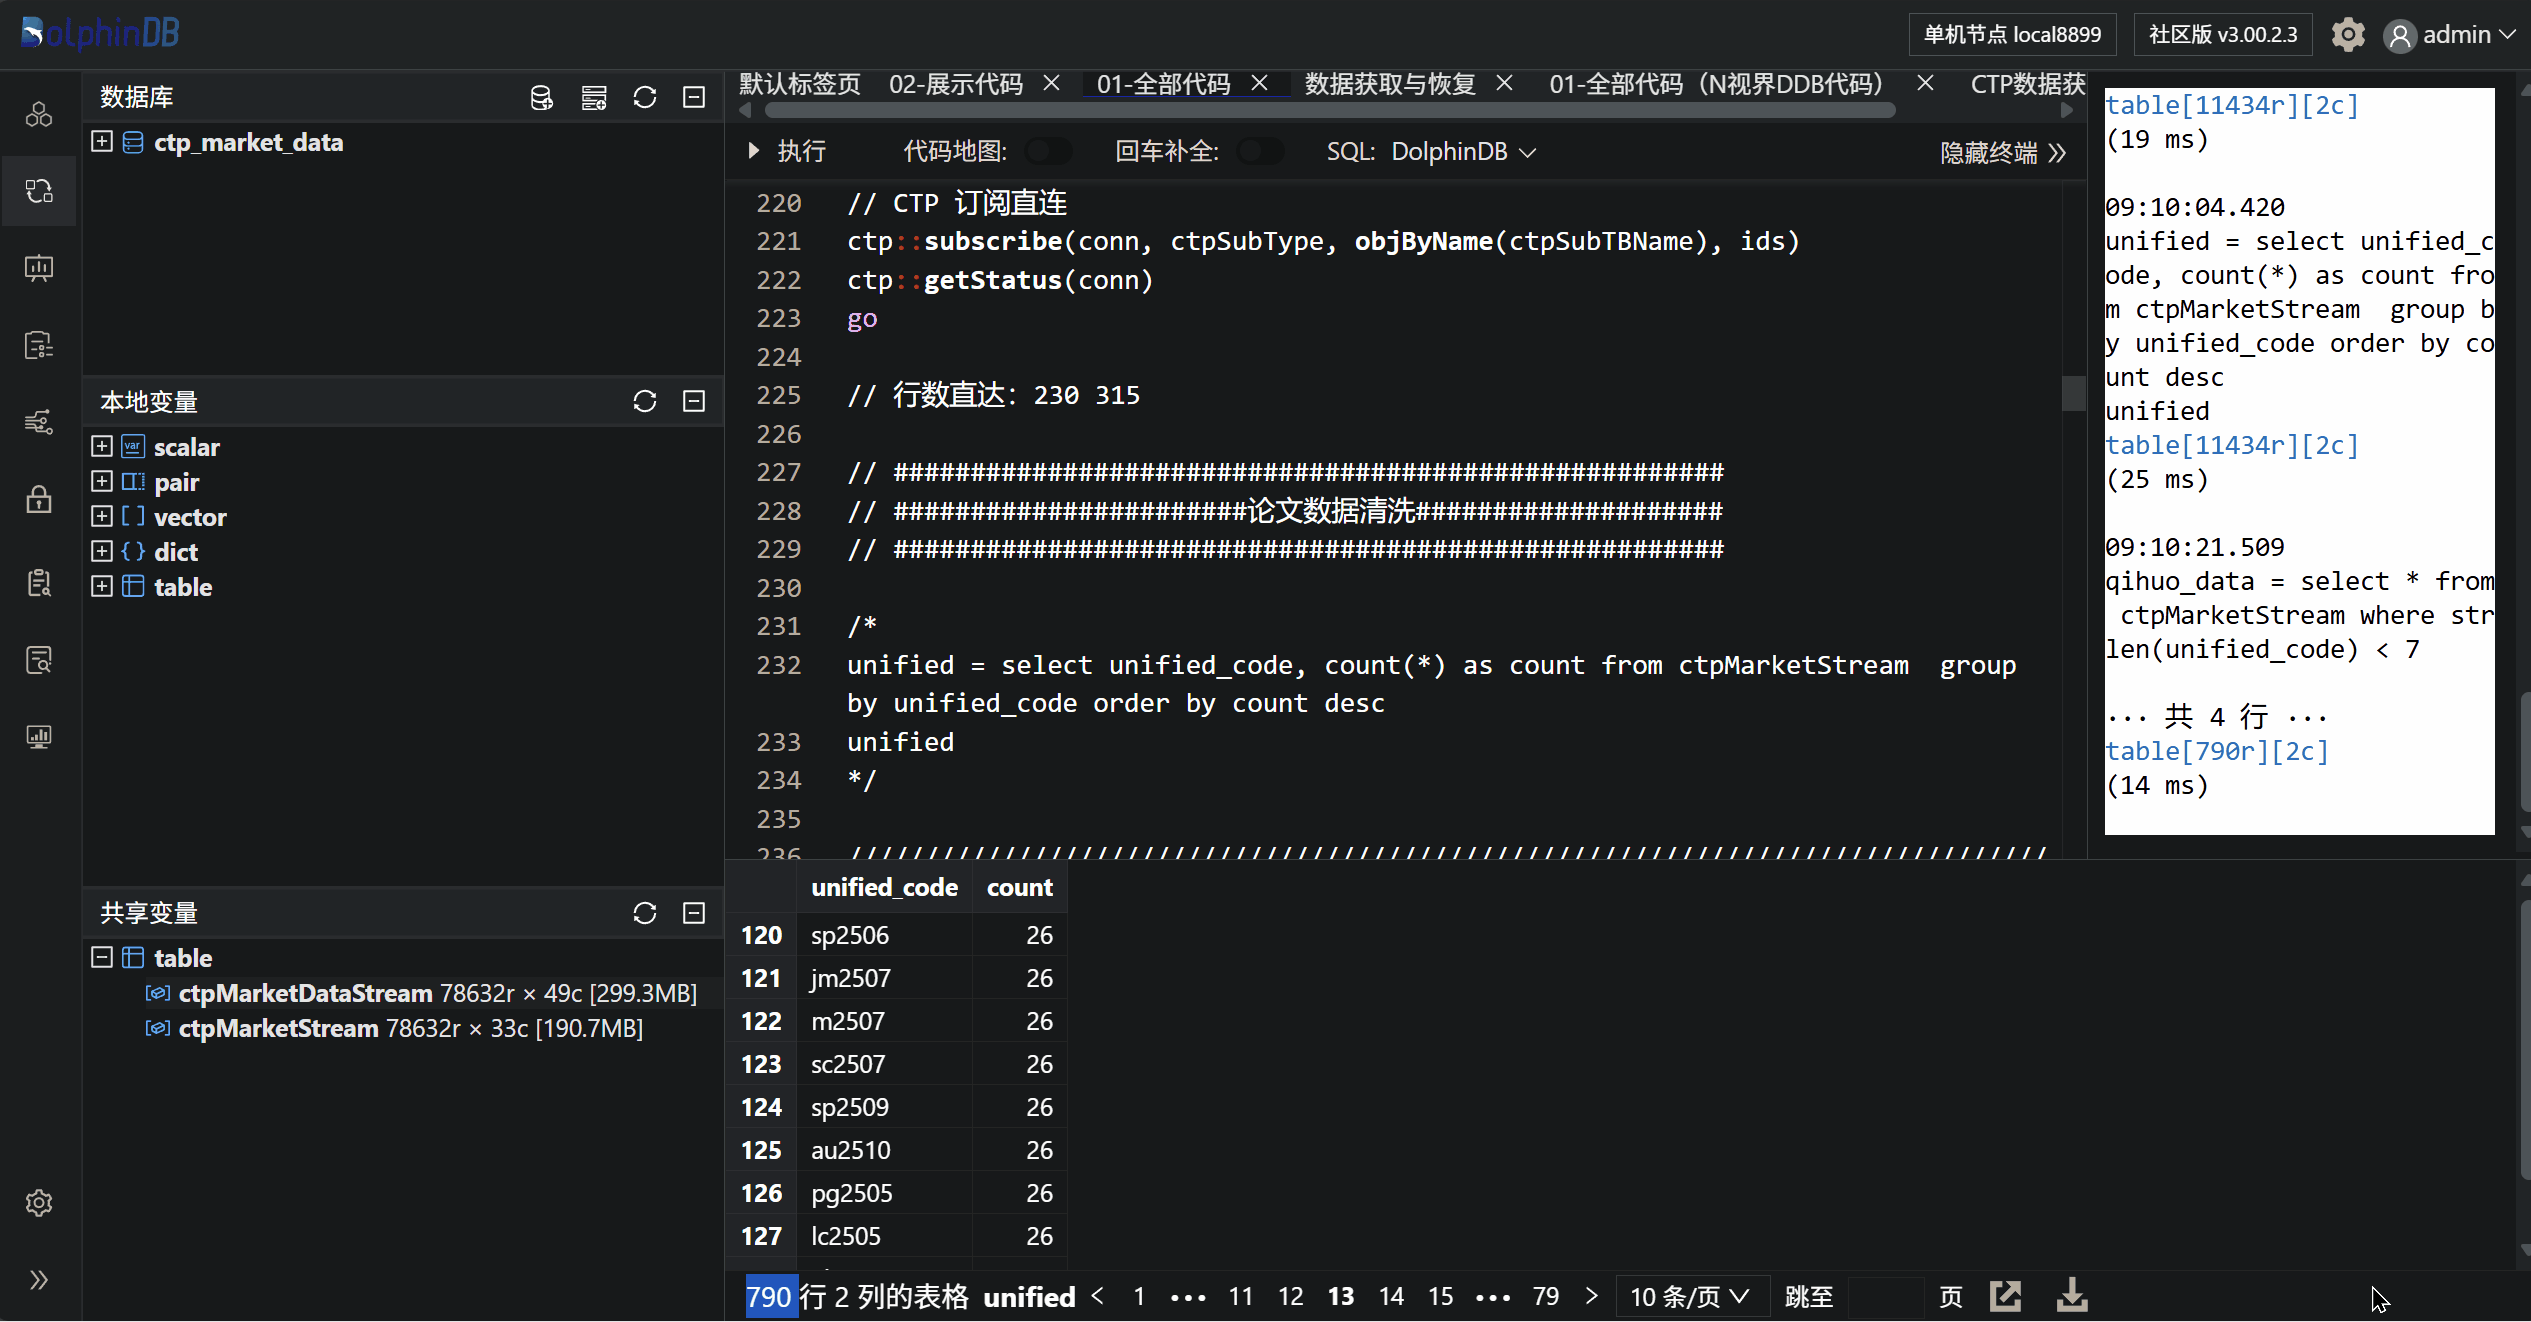 DolphinDB
单机节点 local8899
社区版 v3.00.2.3
admin
数据库
ctp_market_data
本地变量
scalar
var
pair
vector
dict
table
共享变量
table
ctpMarketDataStream 78632r × 49c [299.3MB]
ctpMarketStream 78632r × 33c [190.7MB]
默认标签页
02-展示代码
01-全部代码
数据获取与恢复
01-全部代码（N视界DDB代码）
CTP数据获
执行
代码地图:
回车补全:
SQL: DolphinDB
隐藏终端
220 // CTP 订阅直连
221 ctp::subscribe(conn, ctpSubType, objByName(ctpSubTBName), ids)
222 ctp::getStatus(conn)
223 go
224
225 // 行数直达：230 315
226
227 // ######################################################
228 // #######################论文数据清洗####################
229 // ######################################################
230
231 /*
232 unified = select unified_code, count(*) as count from ctpMarketStream  group
by unified_code order by count desc
233 unified
234 */
235
236 //////////////////////////////////////////////////////////////////////////////
table[11434r][2c]
(19 ms)
09:10:04.420
unified = select unified_c
ode, count(*) as count fro
m ctpMarketStream  group b
y unified_code order by co
unt desc
unified
table[11434r][2c]
(25 ms)
09:10:21.509
qihuo_data = select * from
ctpMarketStream where str
len(unified_code) < 7
··· 共 4 行 ···
table[790r][2c]
(14 ms)
unified_code count
120 sp2506 26
121 jm2507 26
122 m2507 26
123 sc2507 26
124 sp2509 26
125 au2510 26
126 pg2505 26
127 lc2505 26
790 行 2 列的表格 unified < 1 ••• 11 12 13 14 15 ••• 79 > 10 条/页 跳至 页